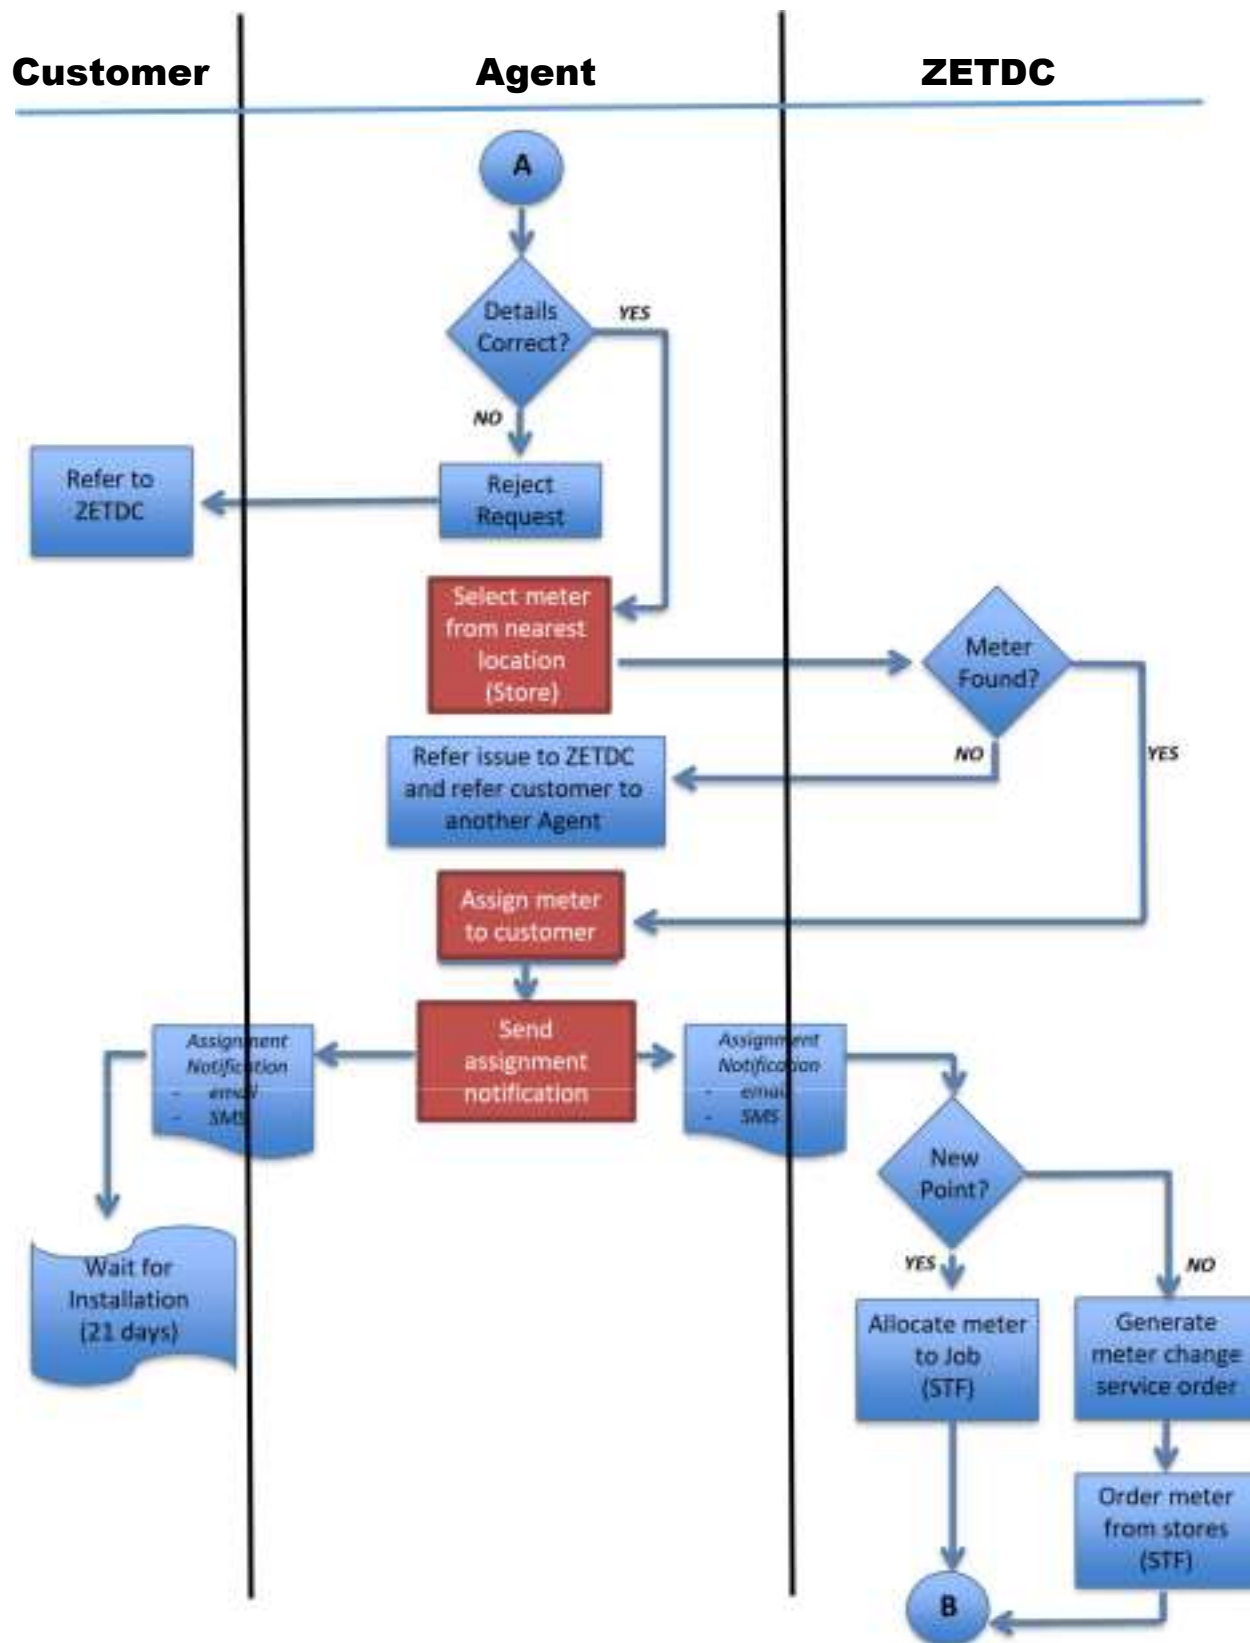 Customer
Agent
ZETDC
A
Details
Correct?
YES
NO
Refer to
ZETDC
Reject
Request
Select meter
from nearest
location
(Store)
Meter
Found?
NO
YES
Refer issue to ZETDC
and refer customer to
another Agent
Assign meter
to customer
Send
assignment
notification
Assignment
Notification
- email
- SMS
Assignment
Notification
- email
- SMS
New
Point?
YES
NO
Wait for
Installation
(21 days)
Allocate meter
to Job
(STF)
Generate
meter change
service order
Order meter
from stores
(STF)
B